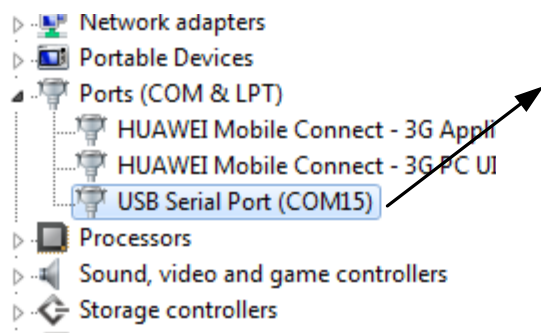 Network adapters
Portable Devices
Ports (COM & LPT)
HUAWEI Mobile Connect - 3G Appli
HUAWEI Mobile Connect - 3G PC UI
USB Serial Port (COM15)
Processors
Sound, video and game controllers
Storage controllers